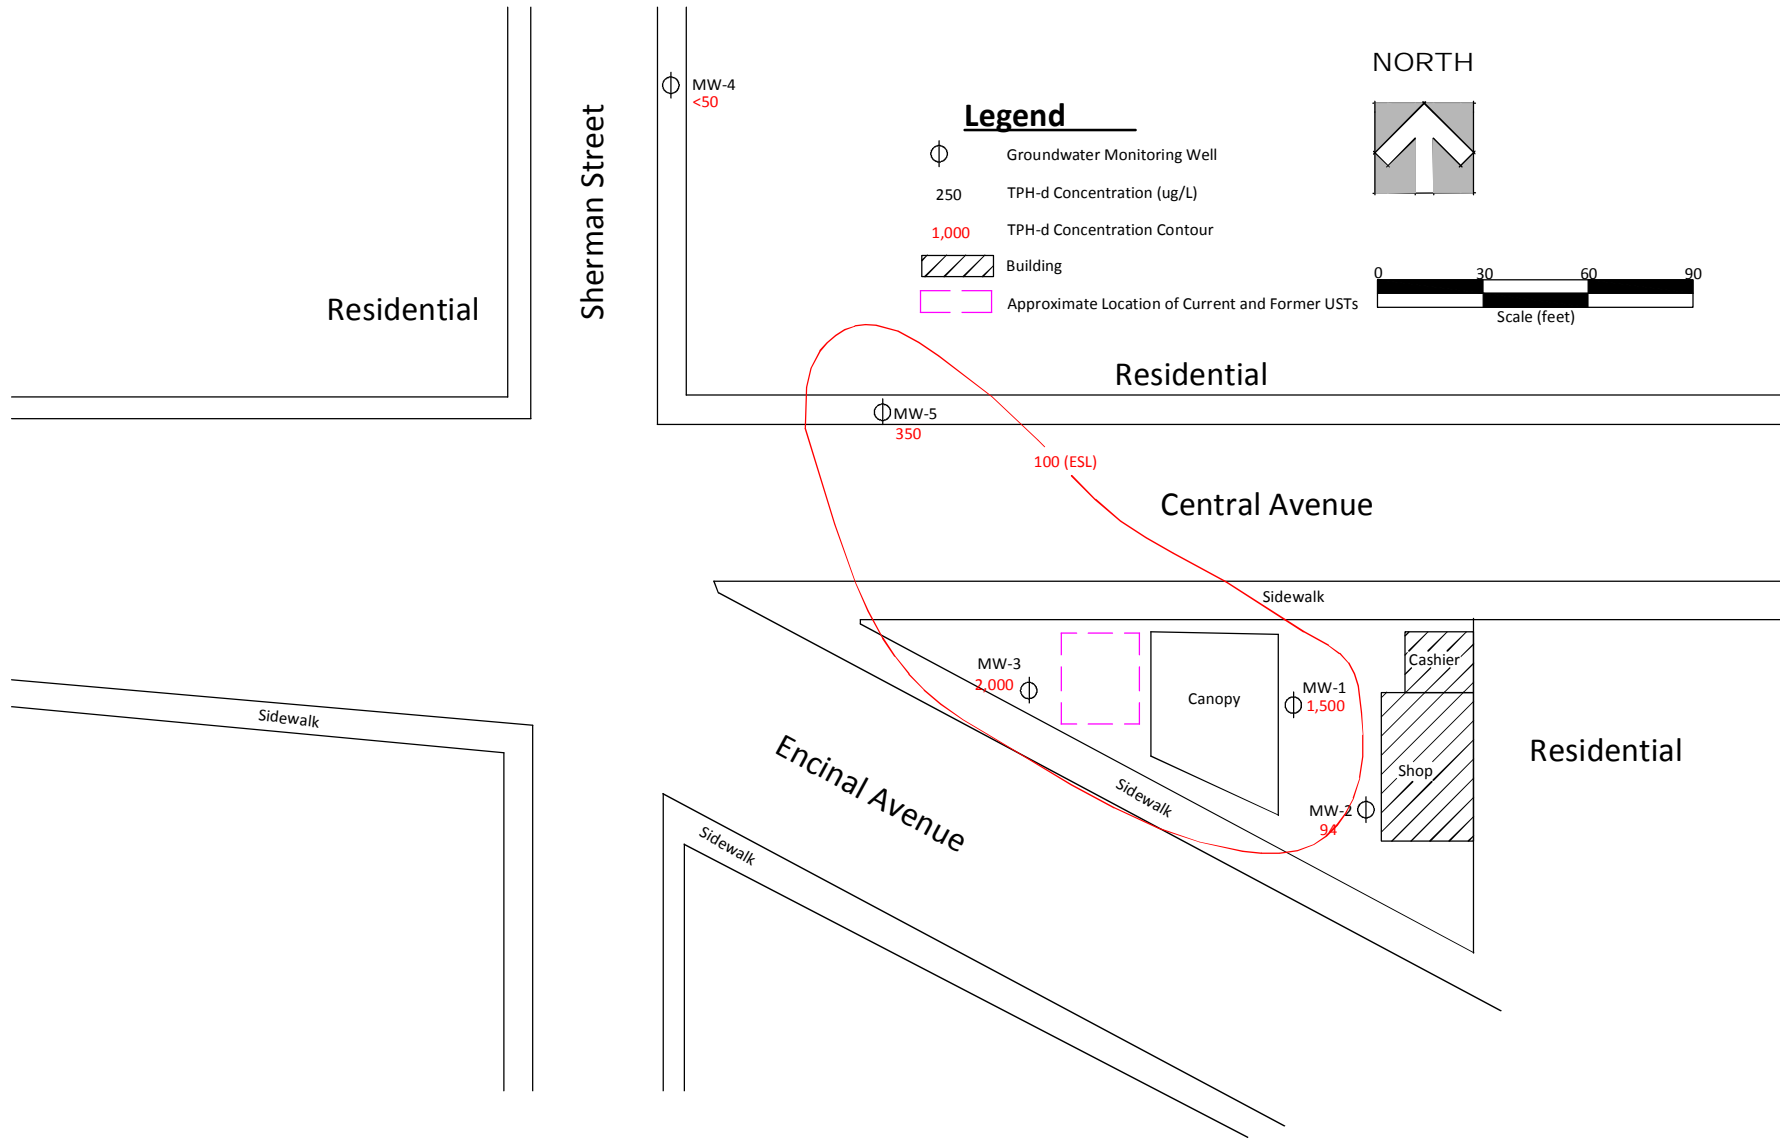 NORTH
MW-4
<50
Legend
Groundwater Monitoring Well
250
TPH-d Concentration (ug/L)
1,000
TPH-d Concentration Contour
Building
Approximate Location of Current and Former USTs
0 30 60 90
Scale (feet)
Sherman Street
Residential
Residential
MW-5
350
100 (ESL)
Central Avenue
Sidewalk
MW-3
2,000
Canopy
MW-1
1,500
Cashier
Shop
MW-2
94
Residential
Sidewalk
Sidewalk
Encinal Avenue
Sidewalk